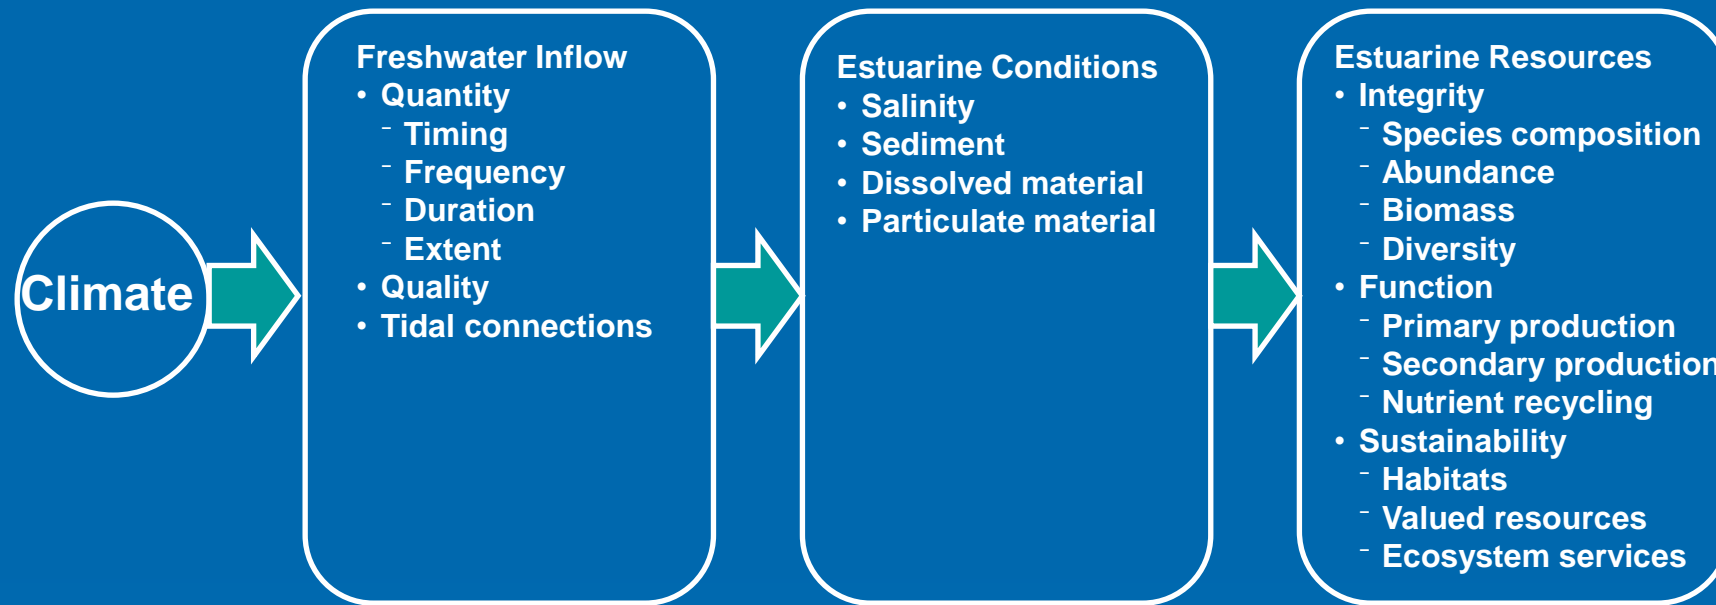 Climate
Freshwater Inflow
• Quantity
- Timing
- Frequency
- Duration
- Extent
• Quality
• Tidal connections
Estuarine Conditions
• Salinity
• Sediment
• Dissolved material
• Particulate material
Estuarine Resources
• Integrity
- Species composition
- Abundance
- Biomass
- Diversity
• Function
- Primary production
- Secondary production
- Nutrient recycling
• Sustainability
- Habitats
- Valued resources
- Ecosystem services